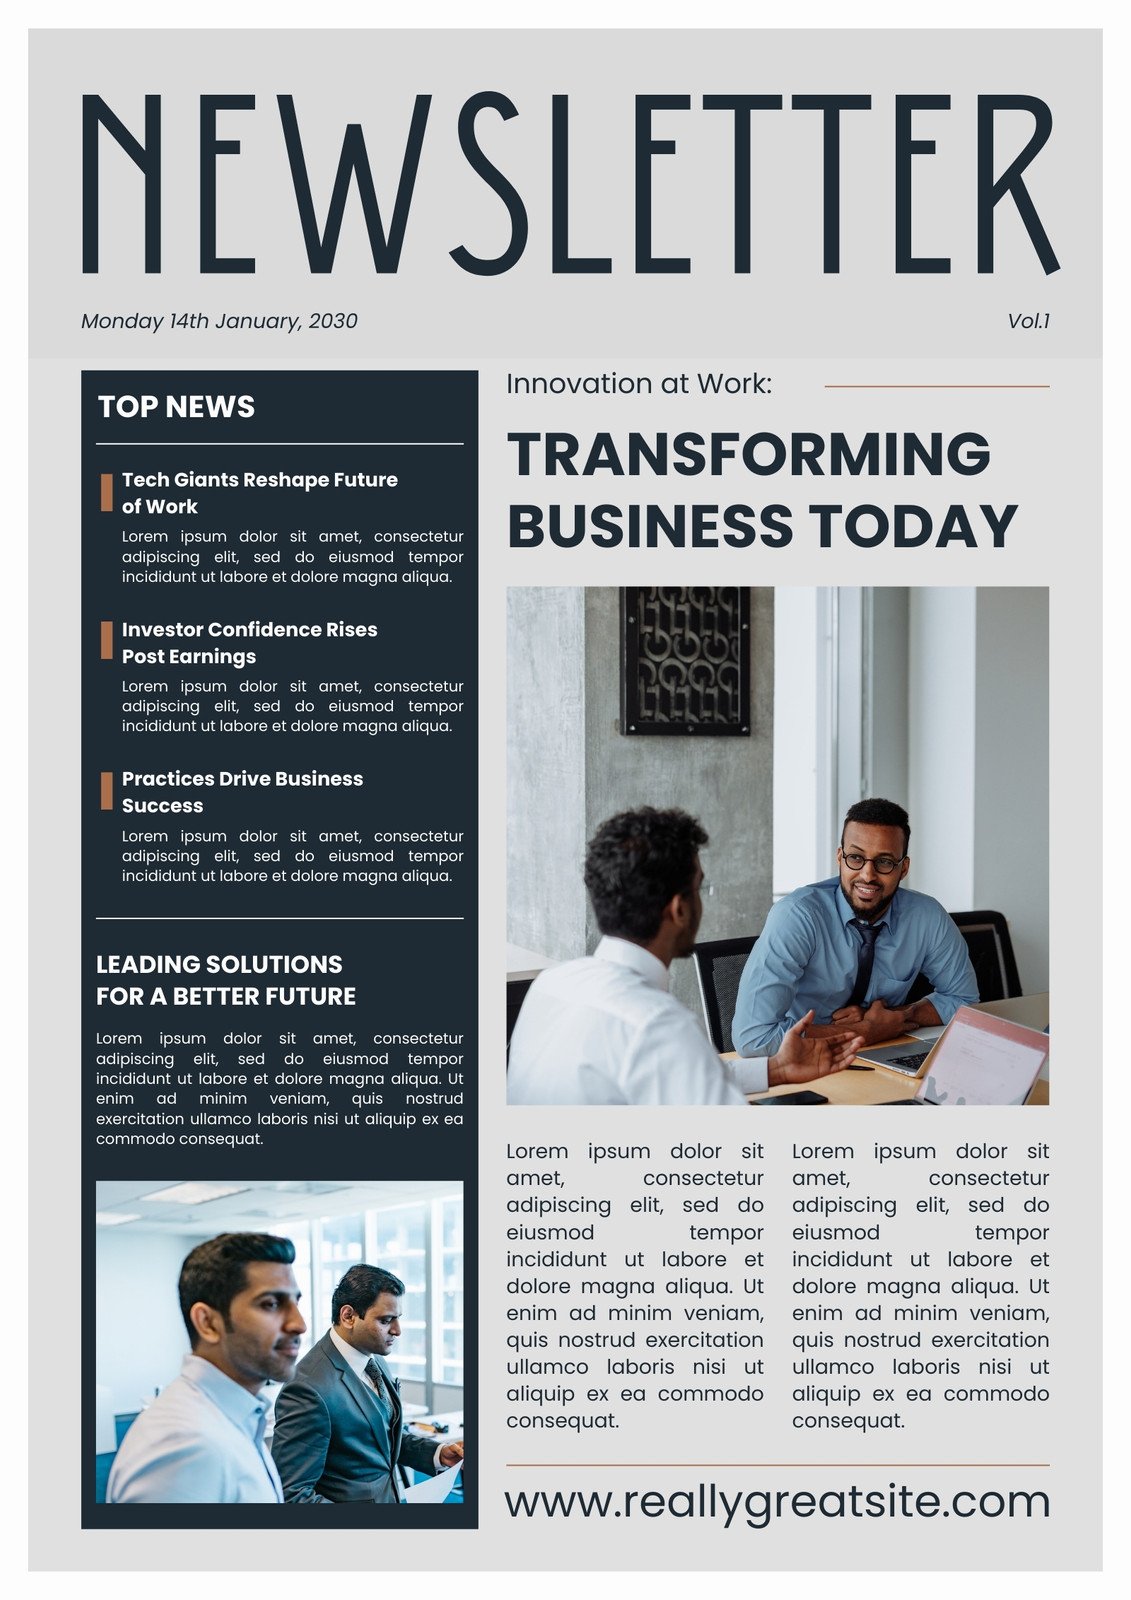 NEWSLETTER
Monday 14th January, 2030
Vol.1
TOP NEWS
Tech Giants Reshape Future
of Work
Lorem ipsum dolor sit amet, consectetur
adipiscing elit, sed do eiusmod tempor
incididunt ut labore et dolore magna aliqua.
Investor Confidence Rises
Post Earnings
Lorem ipsum dolor sit amet, consectetur
adipiscing elit, sed do eiusmod tempor
incididunt ut labore et dolore magna aliqua.
Practices Drive Business
Success
Lorem ipsum dolor sit amet, consectetur
adipiscing elit, sed do eiusmod tempor
incididunt ut labore et dolore magna aliqua.
LEADING SOLUTIONS
FOR A BETTER FUTURE
Lorem ipsum dolor sit amet, consectetur
adipiscing elit, sed do eiusmod tempor
incididunt ut labore et dolore magna aliqua. Ut
enim ad minim veniam, quis nostrud
exercitation ullamco laboris nisi ut aliquip ex ea
commodo consequat.
Innovation at Work:
TRANSFORMING
BUSINESS TODAY
Lorem ipsum dolor sit
amet, consectetur
adipiscing elit, sed do
eiusmod tempor
incididunt ut labore et
dolore magna aliqua. Ut
enim ad minim veniam,
quis nostrud exercitation
ullamco laboris nisi ut
aliquip ex ea commodo
consequat.
Lorem ipsum dolor sit
amet, consectetur
adipiscing elit, sed do
eiusmod tempor
incididunt ut labore et
dolore magna aliqua. Ut
enim ad minim veniam,
quis nostrud exercitation
ullamco laboris nisi ut
aliquip ex ea commodo
consequat.
www.reallygreatsite.com